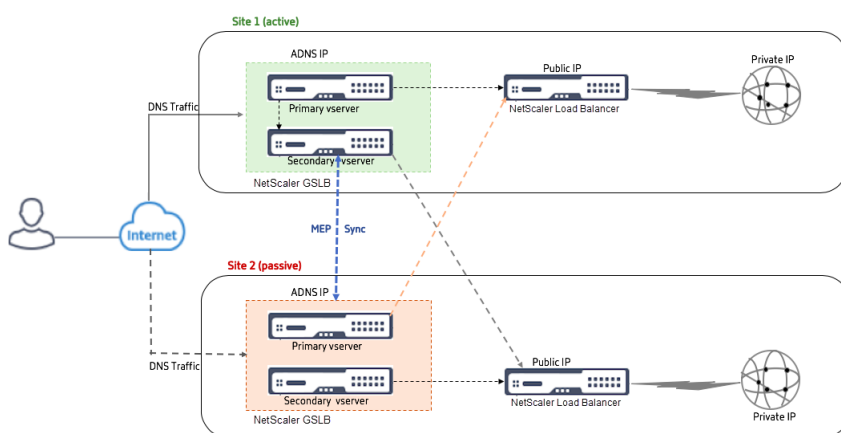 Site 1 (active)
ADNS IP
Public IP
Private IP
DNS Traffic
Primary vserver
NetScaler Load Balancer
Secondary vserver
NetScaler GSLB
Internet
MEP Sync
Site 2 (passive)
ADNS IP
Primary vserver
Public IP
DNS Traffic
Secondary vserver
NetScaler Load Balancer
Private IP
NetScaler GSLB